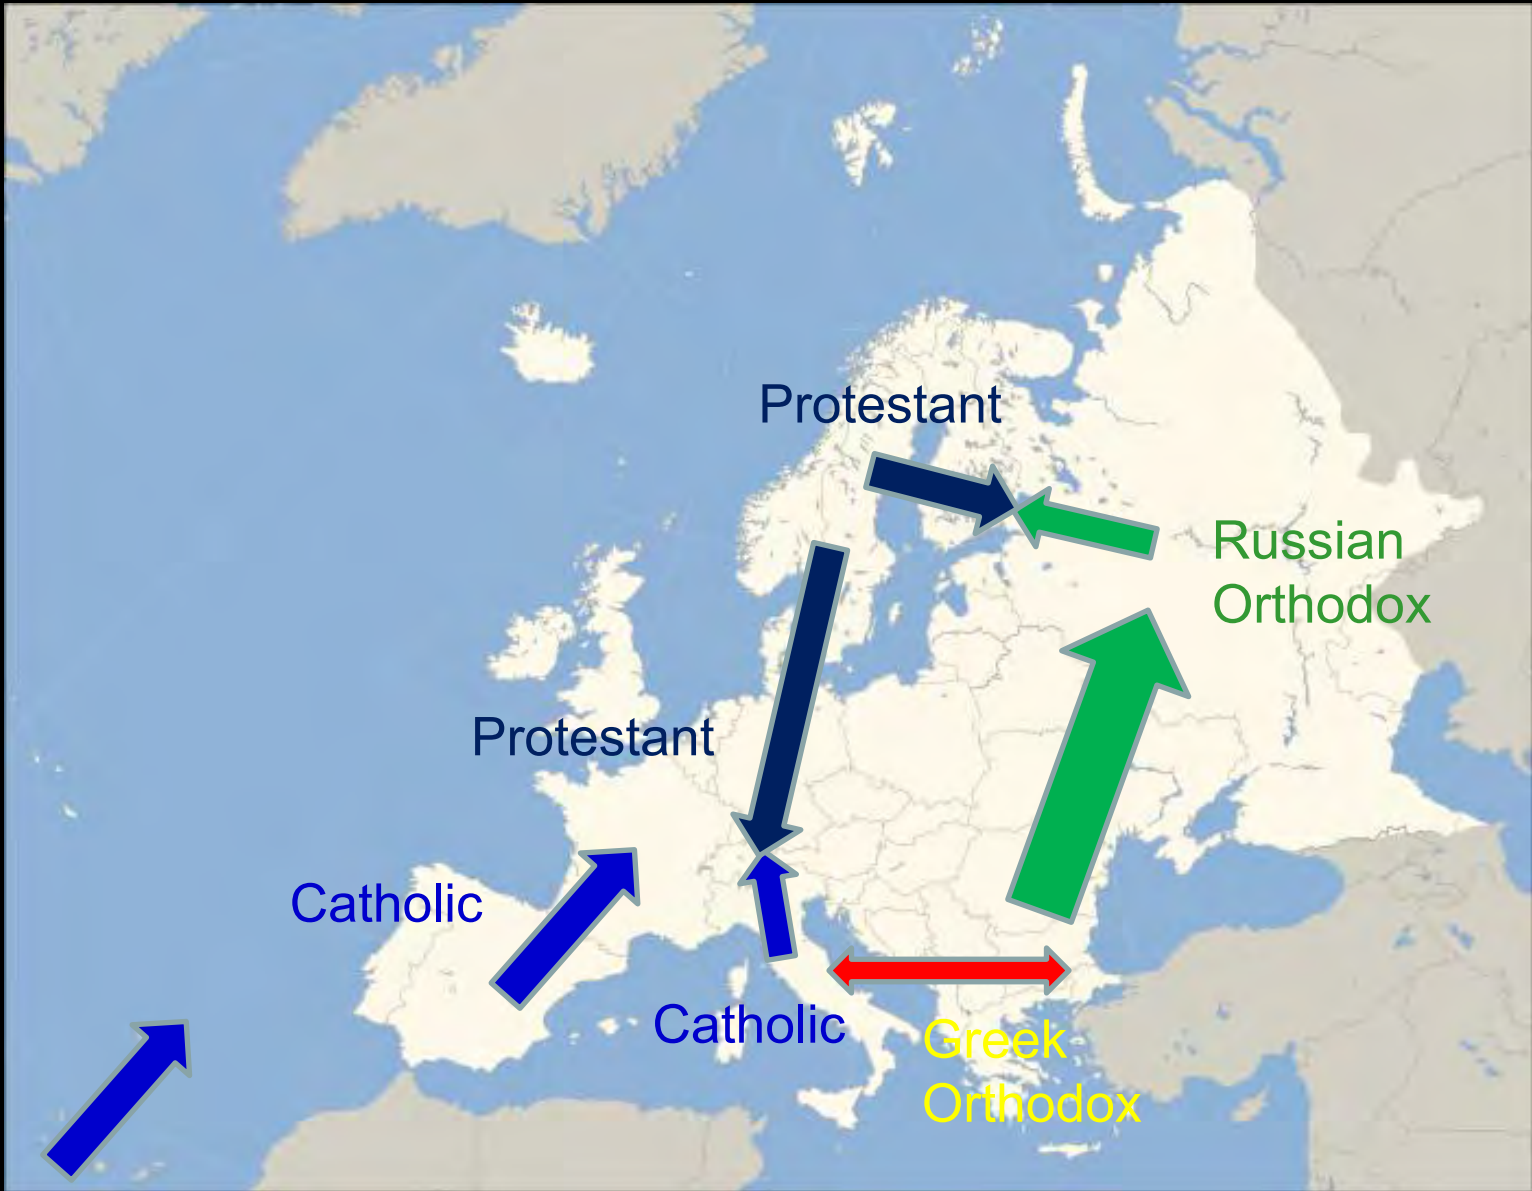 Protestant
Russian
Orthodox
Protestant
Catholic
Catholic
Greek
Orthodox